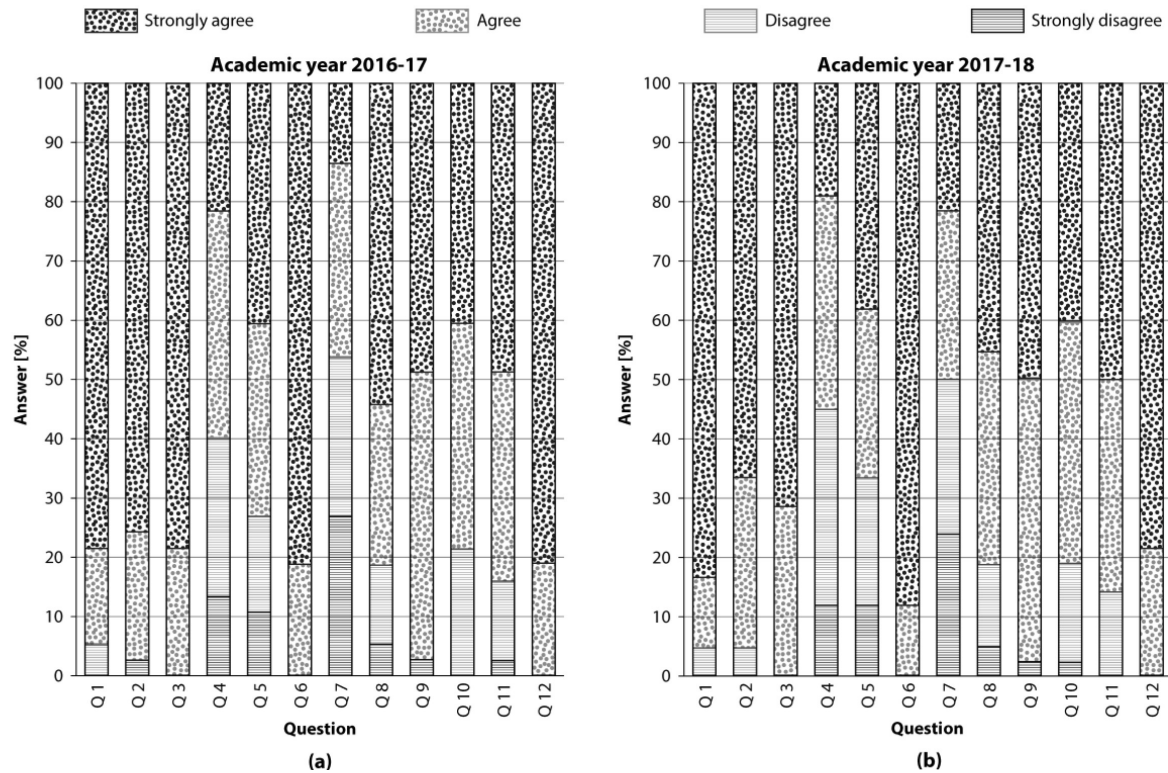 Strongly agree
Agree
Disagree
Strongly disagree
Academic year 2016-17
100
90
80
70
60
50
40
30
20
10
0
Answer [%]
Q 1
Q 2
Q 3
Q 4
Q 5
Q 6
Q 7
Q 8
Q 9
Q 10
Q 11
Q 12
Question
(a)
Academic year 2017-18
100
90
80
70
60
50
40
30
20
10
0
Answer [%]
Q 1
Q 2
Q 3
Q 4
Q 5
Q 6
Q 7
Q 8
Q 9
Q 10
Q 11
Q 12
Question
(b)